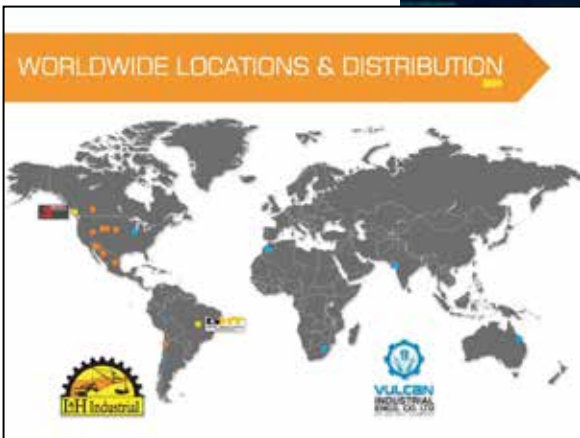 WORLDWIDE LOCATIONS & DISTRIBUTION
L&H Industrial
VULCAN
INDUSTRIAL
ENGG. CO. LTD